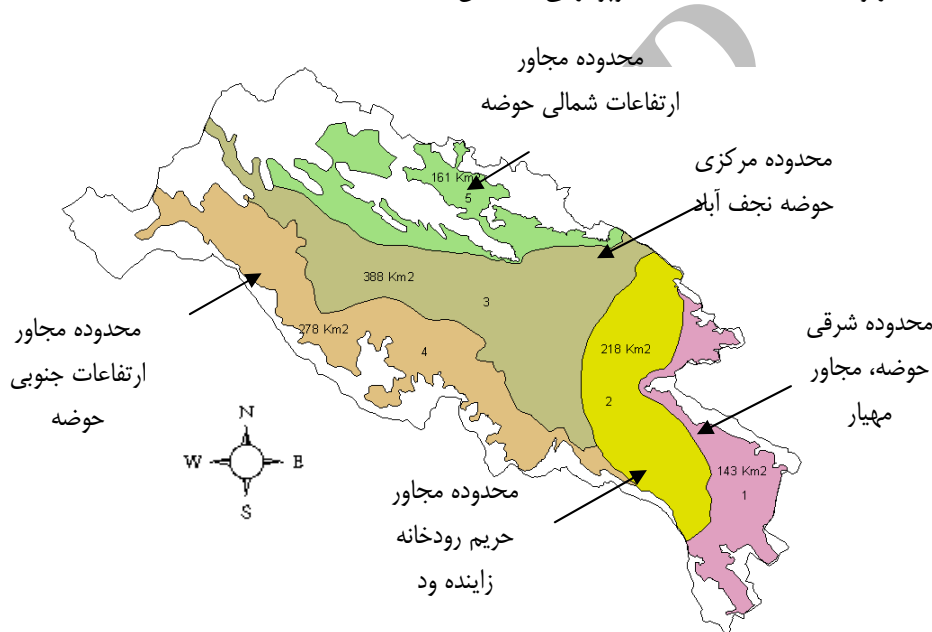 محدوده مجاور
ارتفاعات شمالی حوضه
محدوده مرکزی
حوضه نجف آباد
161 Km2
5
388 Km2
3
محدوده مجاور
ارتفاعات جنوبی
حوضه
278 Km2
4
218 Km2
2
محدوده شرقی
حوضه، مجاور
مهیار
143 Km2
1
N
W
E
S
محدوده مجاور
حریم رودخانه
زاینده ود